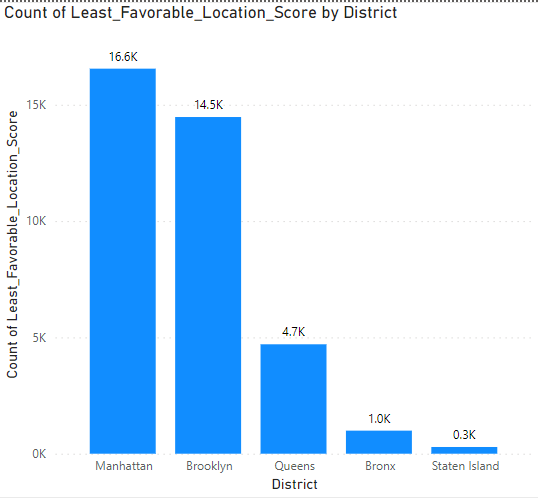 Count of Least_Favorable_Location_Score by District
Count of Least_Favorable_Location_Score
15K
10K
5K
0K
16.6K
14.5K
4.7K
1.0K
0.3K
Manhattan
Brooklyn
Queens
Bronx
Staten Island
District